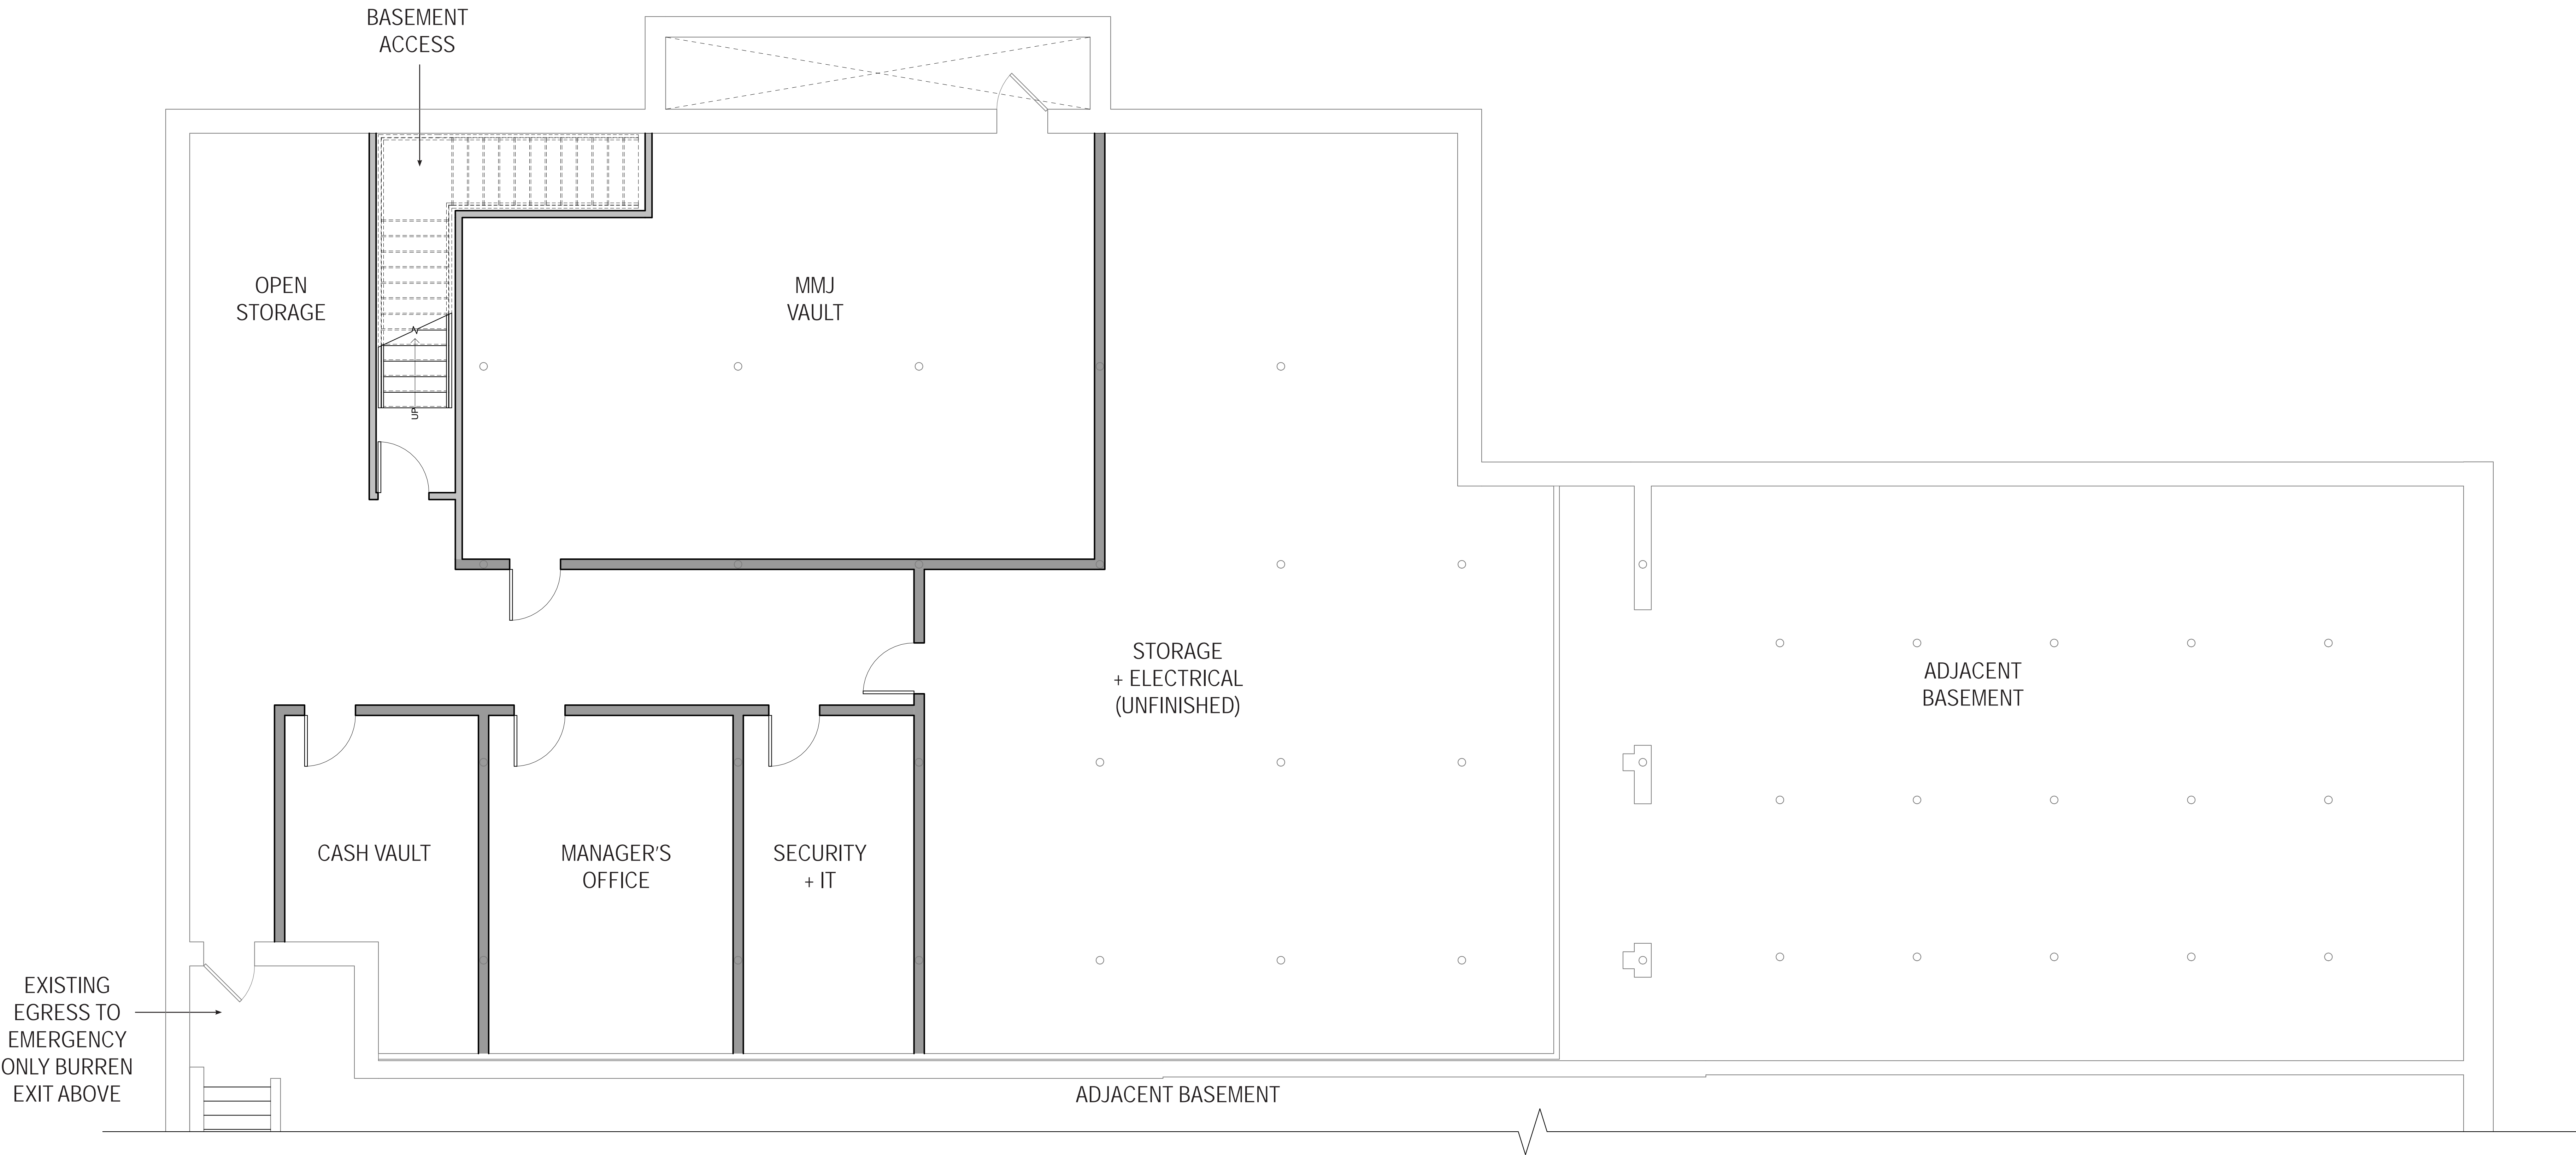 BASEMENT
ACCESS
OPEN
STORAGE
MMJ
VAULT
UP
STORAGE
+ ELECTRICAL
(UNFINISHED)
ADJACENT
BASEMENT
CASH VAULT
MANAGER'S
OFFICE
SECURITY
+ IT
EXISTING
EGRESS TO
EMERGENCY
ONLY BURREN
EXIT ABOVE
ADJACENT BASEMENT